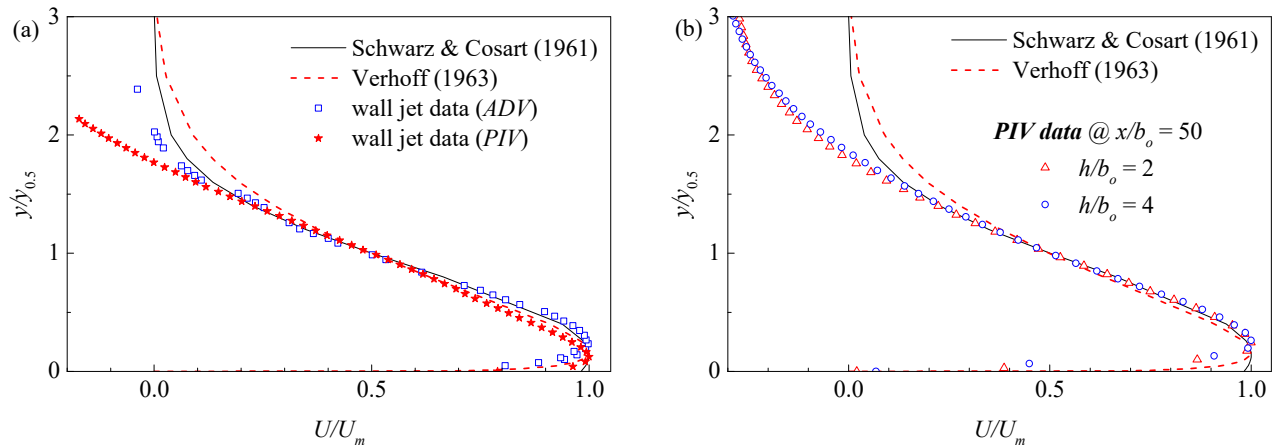 (a)
3
2
1
0
y/y0.5
0.0
0.5
1.0
U/Um
Schwarz & Cosart (1961)
Verhoff (1963)
wall jet data (ADV)
wall jet data (PIV)
(b)
3
2
1
0
y/y0.5
0.0
0.5
1.0
U/Um
Schwarz & Cosart (1961)
Verhoff (1963)
PIV data @ x/bo = 50
h/bo = 2
h/bo = 4